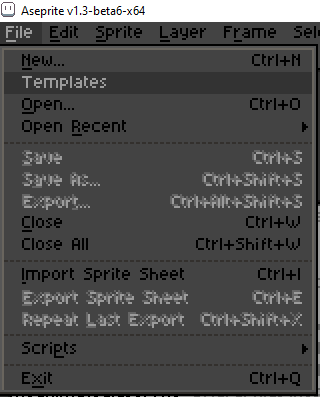 Aseprite v1.3-beta6-x64
File Edit Sprite Layer Frame Sel
New... Ctrl+N
Templates
Open... Ctrl+O
Open Recent
Save Ctrl+S
Save As... Ctrl+Shift+S
Export... Ctrl+Alt+Shift+S
Close Ctrl+W
Close All Ctrl+Shift+W
Import Sprite Sheet Ctrl+I
Export Sprite Sheet Ctrl+E
Repeat Last Export Ctrl+Shift+X
Scripts
Exit Ctrl+Q